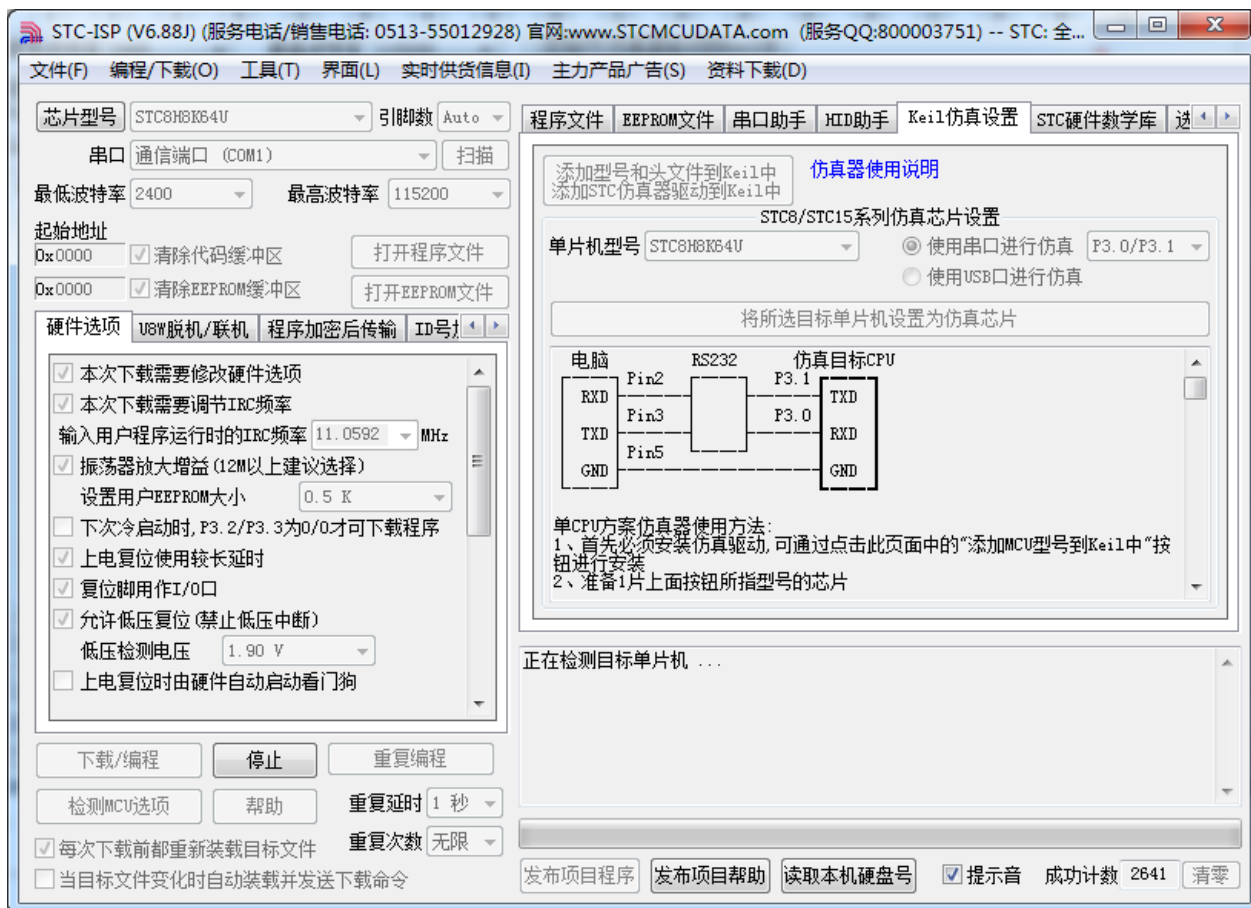 STC-ISP (V6.88J) (服务电话/销售电话: 0513-55012928) 官网:www.STCMCUDATA.com (服务QQ:800003751) -- STC: 全...
文件(F) 编程/下载(O) 工具(T) 界面(L) 实时供货信息(I) 主力产品广告(S) 资料下载(D)
芯片型号 STC8H8K64U 引脚数 Auto
串口 通信端口 (COM1) 扫描
最低波特率 2400 最高波特率 115200
起始地址
0x0000 清除代码缓冲区 打开程序文件
0x0000 清除EEPROM缓冲区 打开EEPROM文件
硬件选项 U8W脱机/联机 程序加密后传输 ID号
本次下载需要修改硬件选项
本次下载需要调节IRC频率
输入用户程序运行时的IRC频率 11.0592 MHz
振荡器放大增益(12M以上建议选择)
设置用户EEPROM大小 0.5 K
下次冷启动时,P3.2/P3.3为0/0才可下载程序
上电复位使用较长延时
复位脚用作I/O口
允许低压复位(禁止低压中断)
低压检测电压 1.90 V
上电复位时由硬件自动启动看门狗
下载/编程 停止 重复编程
检测MCU选项 帮助 重复延时 1 秒
每次下载前都重新装载目标文件 重复次数 无限
当目标文件变化时自动装载并发送下载命令
程序文件 EEPROM文件 串口助手 HID助手 Keil仿真设置 STC硬件数学库 选
添加型号和头文件到Keil中
添加STC仿真器驱动到Keil中
仿真器使用说明
STC8/STC15系列仿真芯片设置
单片机型号 STC8H8K64U 使用串口进行仿真 P3.0/P3.1
使用USB口进行仿真
将所选目标单片机设置为仿真芯片
电脑 RS232 仿真目标CPU
RXD Pin2 P3.1 TXD
TXD Pin3 P3.0 RXD
GND Pin5 GND
单CPU方案仿真器使用方法:
1、首先必须安装仿真驱动,可通过点击此页面中的“添加MCU型号到Keil中“按
钮进行安装
2、准备1片上面按钮所指型号的芯片
正在检测目标单片机 ...
发布项目程序 发布项目帮助 读取本机硬盘号 提示音 成功计数 2641 清零